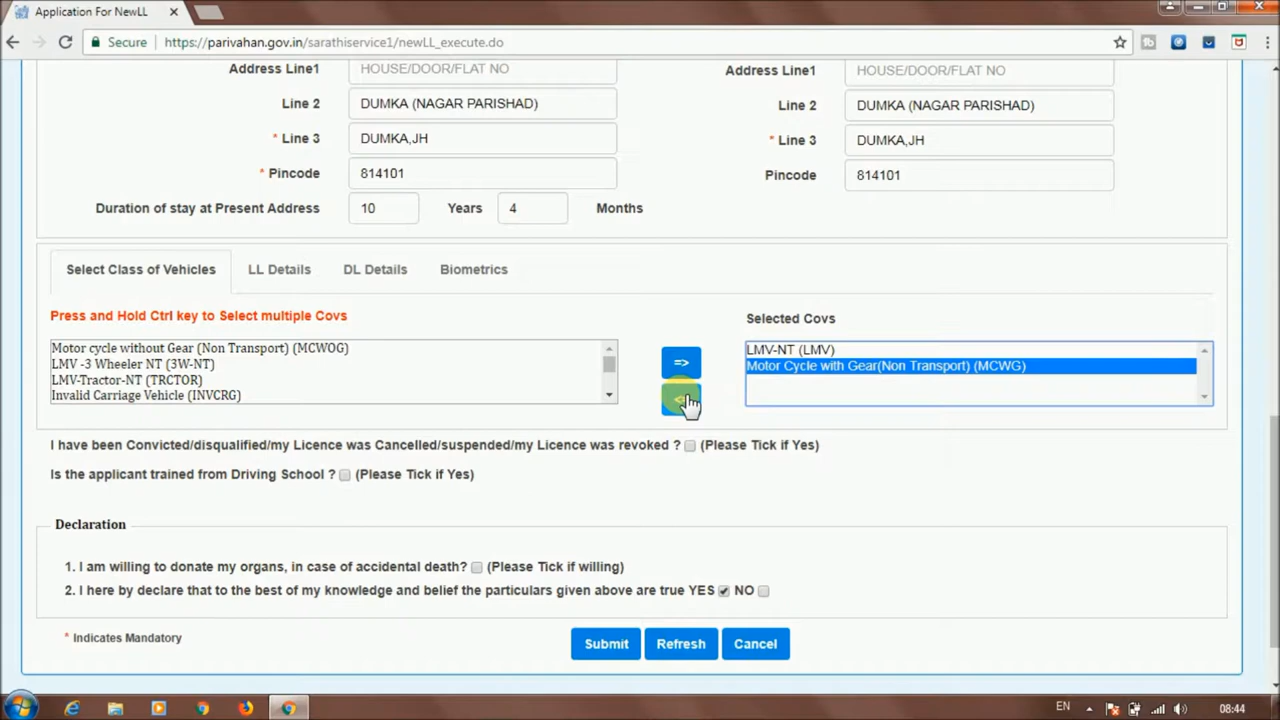 Application For NewLL
Secure https://parivahan.gov.in/sarathiservice1/newLL_execute.do
Address Line1 HOUSE/DOOR/FLAT NO Address Line1 HOUSE/DOOR/FLAT NO
Line 2 DUMKA (NAGAR PARISHAD) Line 2 DUMKA (NAGAR PARISHAD)
* Line 3 DUMKA,JH * Line 3 DUMKA,JH
* Pincode 814101 Pincode 814101
Duration of stay at Present Address 10 Years 4 Months
Select Class of Vehicles LL Details DL Details Biometrics
Press and Hold Ctrl key to Select multiple Covs
Selected Covs
Motor cycle without Gear (Non Transport) (MCWOG)
LMV -3 Wheeler NT (3W-NT)
LMV-Tractor-NT (TRCTOR)
Invalid Carriage Vehicle (INVCRG)
=>
LMV-NT (LMV)
Motor Cycle with Gear(Non Transport) (MCWG)
I have been Convicted/disqualified/my Licence was Cancelled/suspended/my Licence was revoked ? (Please Tick if Yes)
Is the applicant trained from Driving School ? (Please Tick if Yes)
Declaration
1. I am willing to donate my organs, in case of accidental death? (Please Tick if willing)
2. I here by declare that to the best of my knowledge and belief the particulars given above are true YES NO
* Indicates Mandatory
Submit Refresh Cancel
EN 08:44